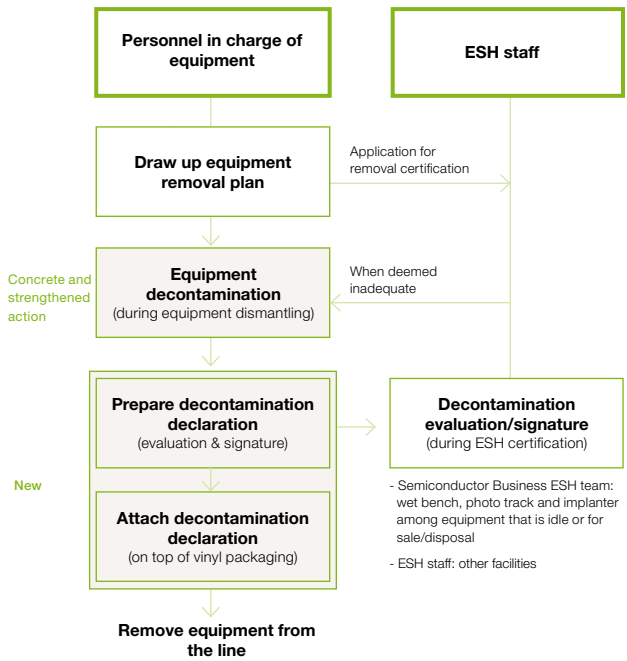 Personnel in charge of
equipment
ESH staff
Draw up equipment
removal plan
Application for
removal certification
Concrete and
strengthened
action
Equipment
decontamination
(during equipment dismantling)
When deemed
inadequate
New
Prepare decontamination
declaration
(evaluation & signature)
Decontamination
evaluation/signature
(during ESH certification)
Attach decontamination
declaration
(on top of vinyl packaging)
- Semiconductor Business ESH team:
wet bench, photo track and implanter
among equipment that is idle or for
sale/disposal
- ESH staff: other facilities
Remove equipment from
the line